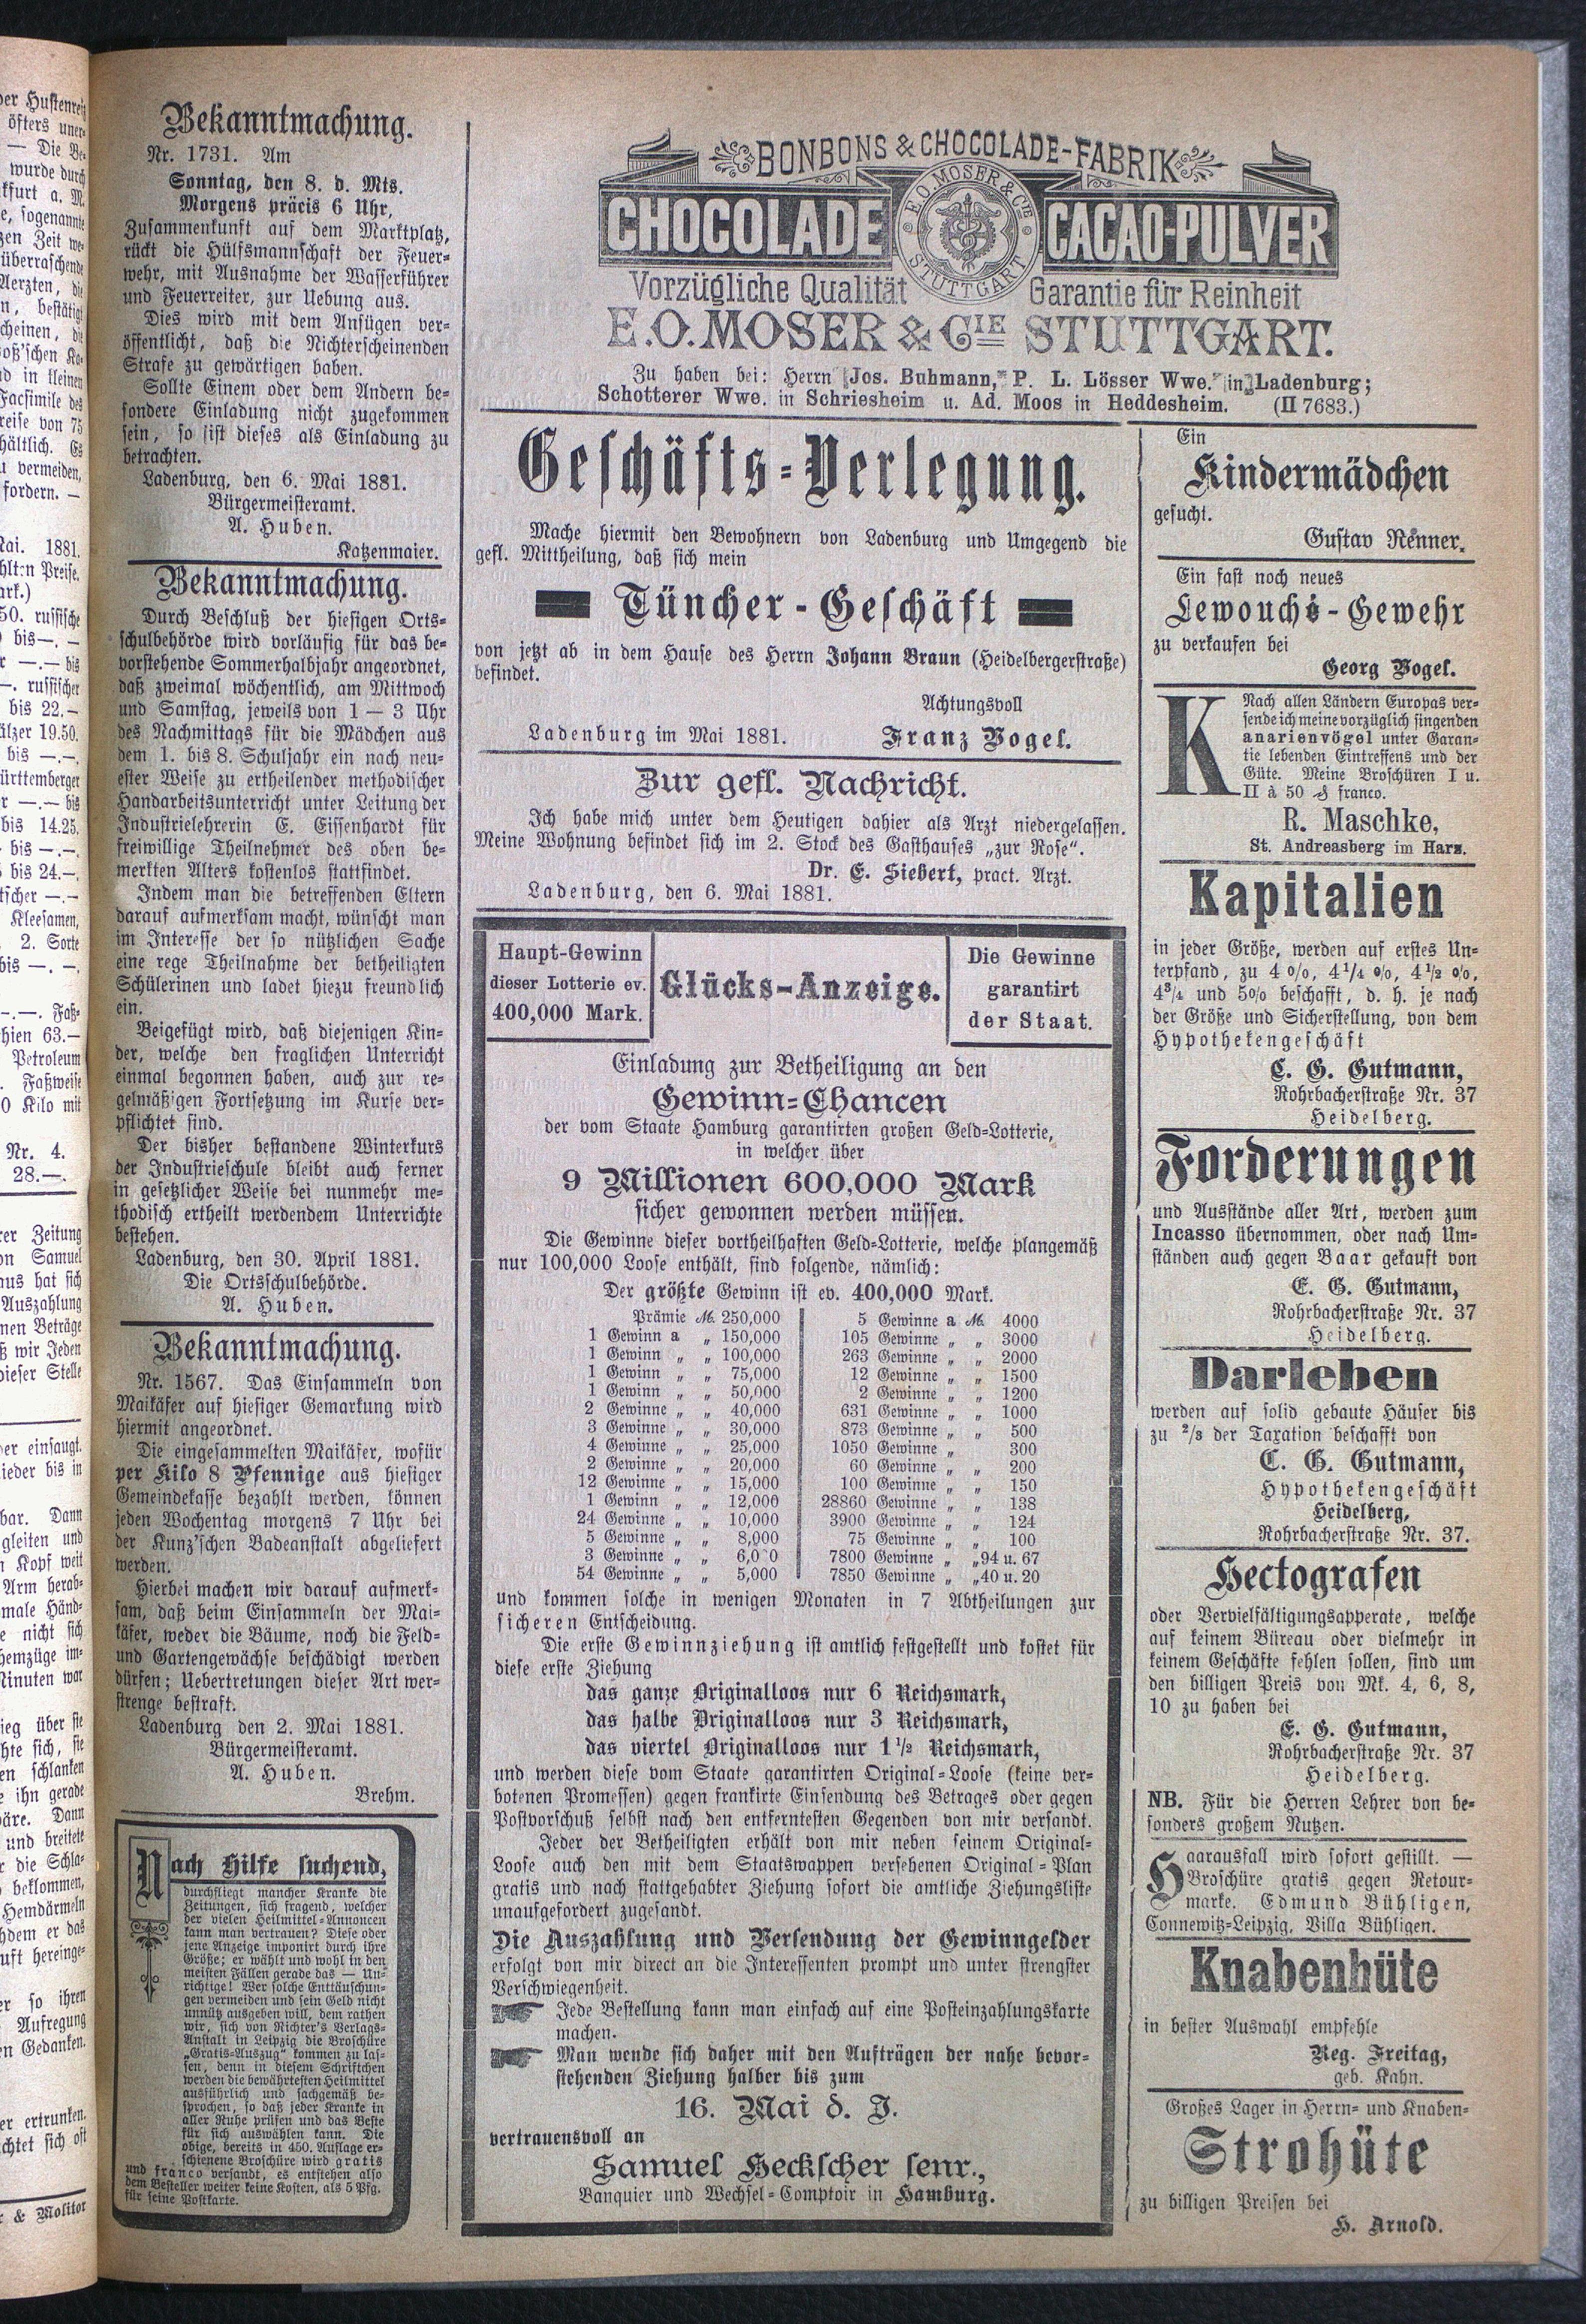 Bekanntmachung.
Nr. 1731. Am
Sonntag, den 8. d. Mts.
Morgens präcis 6 Uhr,
Zusammenkunft auf dem Marktplatz,
rückt die Hülfsmannschaft der Feuer=
wehr, mit Ausnahme der Wasserführer
und Feuerreiter, zur Uebung aus.
Dies wird mit dem Anfügen ver=
öffentlicht, daß die Nichterscheinenden
Strafe zu gewärtigen haben.
Sollte Einem oder dem Andern be=
sondere Einladung nicht zugekommen
sein, so sist dieses als Einladung zu
betrachten.
Ladenburg, den 6. Mai 1881.
Bürgermeisteramt.
A. Huben.
Katzenmaier.
Bekanntmachung.
Durch Beschluß der hiesigen Orts=
schulbehörde wird vorläufig für das be=
vorstehende Sommerhalbjahr angeordnet,
daß zweimal wöchentlich, am Mittwoch
und Samstag, jeweils von 1 — 3 Uhr
des Nachmittags für die Mädchen aus
dem 1. bis 8. Schuljahr ein nach neu=
ester Weise zu ertheilender methodischer
Handarbeitsunterricht unter Leitung der
Industrielehrerin E. Eissenhardt für
freiwillige Theilnehmer des oben be=
merkten Alters kostenlos stattfindet.
Indem man die betreffenden Eltern
darauf aufmerksam macht, wünscht man
im Interesse der so nützlichen Sache
eine rege Theilnahme der betheiligten
Schülerinen und ladet hiezu freundlich
ein.
Beigefügt wird, daß diejenigen Kin=
der, welche den fraglichen Unterricht
einmal begonnen haben, auch zur re=
gelmäßigen Fortsetzung im Kurse ver=
pflichtet sind.
Der bisher bestandene Winterkurs
der Industrieschule bleibt auch ferner
in gesetzlicher Weise bei nunmehr me=
thodisch ertheilt werdendem Unterrichte
bestehen.
Ladenburg, den 30. April 1881.
Die Ortsschulbehörde.
A. Huben.
Bekanntmachung.
Nr. 1567. Das Einsammeln von
Maikäfer auf hiesiger Gemarkung wird
hiermit angeordnet.
Die eingesammelten Maikäfer, wofür
per Kilo 8 Pfennige aus hiesiger
Gemeindekasse bezahlt werden, können
jeden Wochentag morgens 7 Uhr bei
der Kunz'schen Badeanstalt abgeliefert
werden.
Hierbei machen wir darauf aufmerk=
sam, daß beim Einsammeln der Mai=
käfer, weder die Bäume, noch die Feld=
und Gartengewächse beschädigt werden
dürfen; Uebertretungen dieser Art wer=
strenge bestraft.
Ladenburg den 2. Mai 1881.
Bürgermeisteramt.
A. Huben.
Brehm.
Nach Hilfe suchend,
durchfliegt mancher Kranke die
Zeitungen, sich fragend, welcher
der vielen Heilmittel=Annoncen
kann man vertrauen? Diese oder
jene Anzeige imponirt durch ihre
Größe; er wählt und wohl in den
meisten Fällen gerade das — Un=
richtige! Wer solche Enttäuschun=
gen vermeiden und sein Geld nicht
unnütz ausgeben will, dem rathen
wir, sich von Richter's Verlags=
Anstalt in Leipzig die Broschüre
„Gratis=Auszug" kommen zu las=
sen, denn in diesem Schriftchen
werden die bewährtesten Heilmittel
ausführlich und sachgemäß be=
sprochen, so daß jeder Kranke in
aller Ruhe prüfen und das Beste
für sich auswählen kann. Die
obige, bereits in 450. Auflage er=
schienene Broschüre wird gratis
und franco versandt, es entstehen also
dem Besteller weiter keine Kosten, als 5 Pfg.
für seine Postkarte.
BONBONS & CHOCOLADE-FABRIK
CHOCOLADE
E.O. MOSER & CIE STUTTGART
CACAO-PULVER
Vorzügliche Qualität Garantie für Reinheit
E.O. MOSER & CIE STUTTGART.
Zu haben bei: Herrn Jos. Buhmann, P. L. Lösser Wwe. in Ladenburg;
Schotterer Wwe. in Schriesheim u. Ad. Moos in Heddesheim. (II 7683.)
Geschäfts=Verlegung.
Mache hiermit den Bewohnern von Ladenburg und Umgegend die
gefl. Mittheilung, daß sich mein
Tüncher-Geschäft
von jetzt ab in dem Hause des Herrn Johann Braun (Heidelbergerstraße)
befindet.
Achtungsvoll
Ladenburg im Mai 1881. Franz Vogel.
Zur gefl. Nachricht.
Ich habe mich unter dem Heutigen dahier als Arzt niedergelassen.
Meine Wohnung befindet sich im 2. Stock des Gasthauses „zur Rose".
Dr. E. Siebert, pract. Arzt.
Ladenburg, den 6. Mai 1881.
Haupt-Gewinn
dieser Lotterie ev.
400,000 Mark.
Glücks-Anzeige.
Die Gewinne
garantirt
der Staat.
Einladung zur Betheiligung an den
Gewinn=Chancen
der vom Staate Hamburg garantirten großen Geld=Lotterie,
in welcher über
9 Millionen 600,000 Mark
sicher gewonnen werden müssen.
Die Gewinne dieser vortheilhaften Geld=Lotterie, welche plangemäß
nur 100,000 Loose enthält, sind folgende, nämlich:
Der größte Gewinn ist ev. 400,000 Mark.
Prämie M. 250,000
1 Gewinn a „ 150,000
1 Gewinn „ „ 100,000
1 Gewinn „ „ 75,000
1 Gewinn „ „ 50,000
2 Gewinne „ „ 40,000
3 Gewinne „ „ 30,000
4 Gewinne „ „ 25,000
2 Gewinne „ „ 20,000
12 Gewinne „ „ 15,000
1 Gewinn „ „ 12,000
24 Gewinne „ „ 10,000
5 Gewinne „ „ 8,000
3 Gewinne „ „ 6,000
54 Gewinne „ „ 5,000
5 Gewinne a M. 4000
105 Gewinne „ „ 3000
263 Gewinne „ „ 2000
12 Gewinne „ „ 1500
2 Gewinne „ „ 1200
631 Gewinne „ „ 1000
873 Gewinne „ „ 500
1050 Gewinne „ 300
60 Gewinne „ „ 200
100 Gewinne „ „ 150
28860 Gewinne „ „ 138
3900 Gewinne „ „ 124
75 Gewinne „ „ 100
7800 Gewinne „ „ 94 u. 67
7850 Gewinne „ „ 40 u. 20
und kommen solche in wenigen Monaten in 7 Abtheilungen zur
sicheren Entscheidung.
Die erste Gewinnziehung ist amtlich festgestellt und kostet für
diese erste Ziehung
das ganze Originalloos nur 6 Reichsmark,
das halbe Originalloos nur 3 Reichsmark,
das viertel Originalloos nur 1½ Reichsmark,
und werden diese vom Staate garantirten Original=Loose (keine ver=
botenen Promessen) gegen frankirte Einsendung des Betrages oder gegen
Postvorschuß selbst nach den entferntesten Gegenden von mir versandt.
Jeder der Betheiligten erhält von mir neben seinem Original=
Loose auch den mit dem Staatswappen versehenen Original=Plan
gratis und nach stattgehabter Ziehung sofort die amtliche Ziehungsliste
unaufgefordert zugesandt.
Die Auszahlung und Versendung der Gewinngelder
erfolgt von mir direct an die Interessenten prompt und unter strengster
Verschwiegenheit.
Jede Bestellung kann man einfach auf eine Posteinzahlungskarte
machen.
Man wende sich daher mit den Aufträgen der nahe bevor=
stehenden Ziehung halber bis zum
16. Mai d. J.
vertrauensvoll an
Samuel Heckscher senr.,
Banquier und Wechsel=Comptoir in Hamburg.
Ein
Kindermädchen
gesucht.
Gustav Renner.
Ein fast noch neues
Lewouché-Gewehr
zu verkaufen bei
Georg Vogel.
Nach allen Ländern Europas ver=
sende ich meine vorzüglich singenden
Kanarienvögel unter Garan=
tie lebenden Eintreffens und der
Güte. Meine Broschüren I u.
II à 50 ₰ franco.
R. Maschke,
St. Andreasberg im Harz.
Kapitalien
in jeder Größe, werden auf erstes Un=
terpfand, zu 4 %, 4¼ %, 4½ %,
4¾ und 5% beschafft, d. h. je nach
der Größe und Sicherstellung, von dem
Hypothekengeschäft
C. G. Gutmann,
Rohrbacherstraße Nr. 37
Heidelberg.
Forderungen
und Ausstände aller Art, werden zum
Incasso übernommen, oder nach Um=
ständen auch gegen Baar gekauft von
E. G. Gutmann,
Rohrbacherstraße Nr. 37
Heidelberg.
Darlehen
werden auf solid gebaute Häuser bis
zu 2/3 der Taxation beschafft von
C. G. Gutmann,
Hypothekengeschäft
Heidelberg,
Rohrbacherstraße Nr. 37.
Hectografen
oder Vervielfältigungsapperate, welche
auf keinem Büreau oder vielmehr in
keinem Geschäfte fehlen sollen, sind um
den billigen Preis von Mk. 4, 6, 8,
10 zu haben bei
E. G. Gutmann,
Rohrbacherstraße Nr. 37
Heidelberg.
NB. Für die Herren Lehrer von be=
sonders großem Nutzen.
Haarausfall wird sofort gestillt. —
Broschüre gratis gegen Retour=
marke. Edmund Bühligen,
Connewitz=Leipzig, Villa Bühligen.
Knabenhüte
in bester Auswahl empfehle
Reg. Freitag,
geb. Kahn.
Großes Lager in Herrn= und Knaben=
Strohüte
zu billigen Preisen bei
H. Arnold.